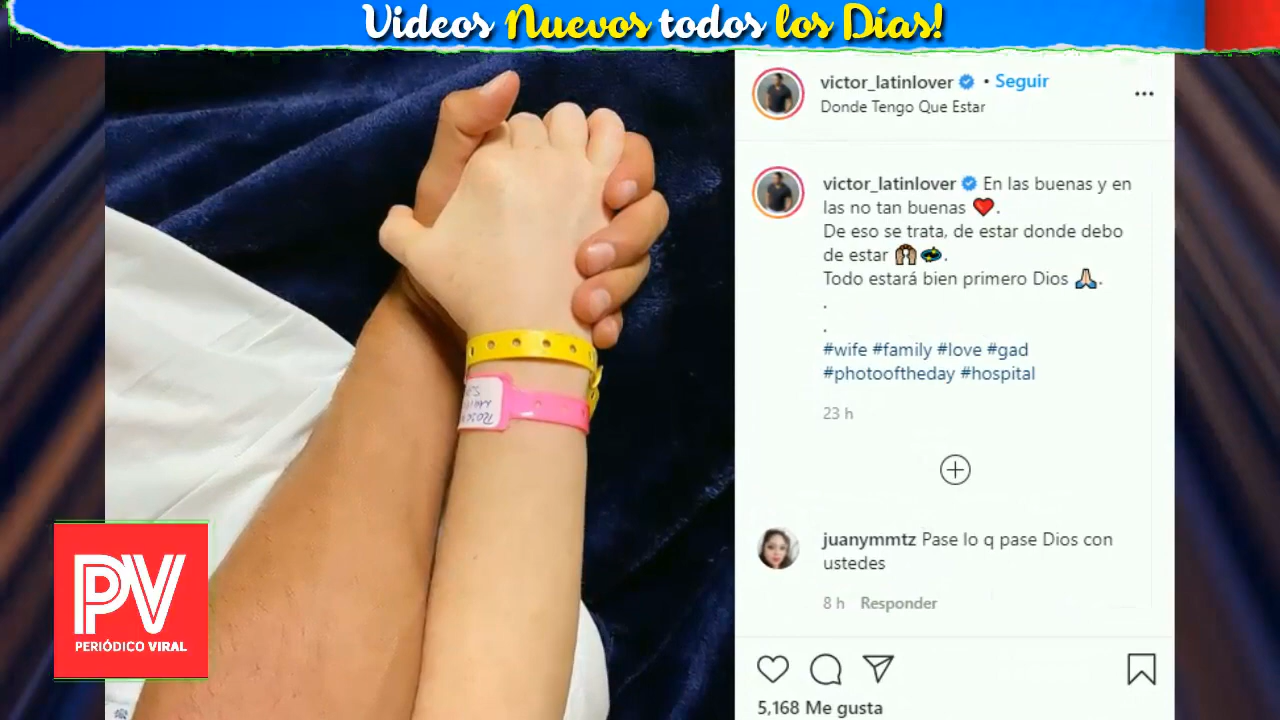 Videos Nuevos todos los Días!
victor_latinlover • Seguir
Donde Tengo Que Estar
victor_latinlover En las buenas y en
las no tan buenas ❤️.
De eso se trata, de estar donde debo
de estar.
Todo estará bien primero Dios 🙏🏼.
.
.
#wife #family #love #gad
#photooftheday #hospital
23 h
juanymmtz Pase lo q pase Dios con
ustedes
8 h Responder
5,168 Me gusta
PV
PERIÓDICO VIRAL